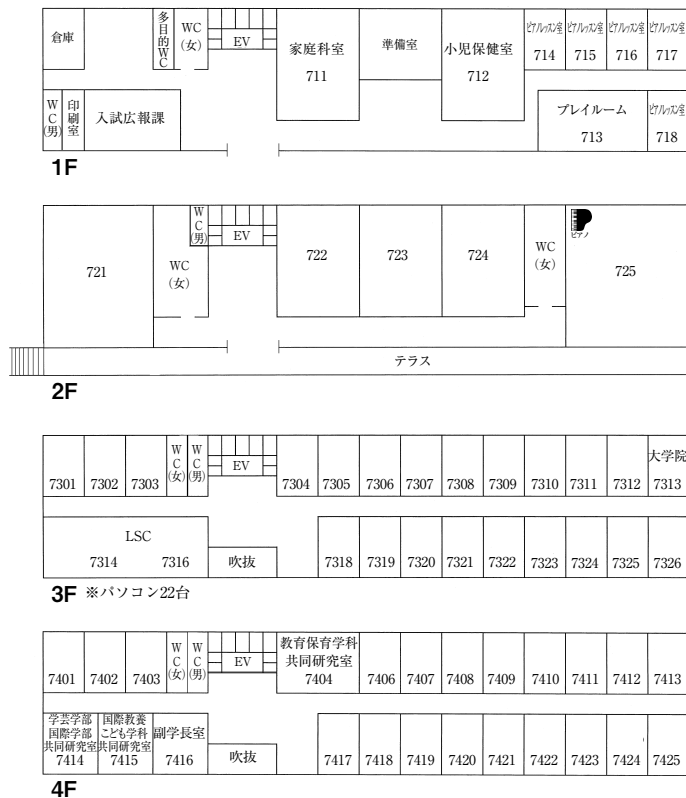 倉庫
多目的WC
WC
(女)
EV
家庭科室
711
準備室
小児保健室
712
ピアノレッスン室
714
ピアノレッスン室
715
ピアノレッスン室
716
ピアノレッスン室
717
WC(男)
印刷室
入試広報課
プレイルーム
713
ピアノレッスン室
718
1F
721
WC
(女)
WC(男)
EV
722
723
724
WC
(女)
ピアノ
725
テラス
2F
7301
7302
7303
WC(女)
WC(男)
EV
7304
7305
7306
7307
7308
7309
7310
7311
7312
大学院
7313
LSC
7314
7316
吹抜
7318
7319
7320
7321
7322
7323
7324
7325
7326
3F ※パソコン22台
7401
7402
7403
WC(女)
WC(男)
EV
教育保育学科
共同研究室
7404
7406
7407
7408
7409
7410
7411
7412
7413
学芸学部
国際学部
共同研究室
7414
国際教養
こども学科
共同研究室
7415
副学長室
7416
吹抜
7417
7418
7419
7420
7421
7422
7423
7424
7425
4F